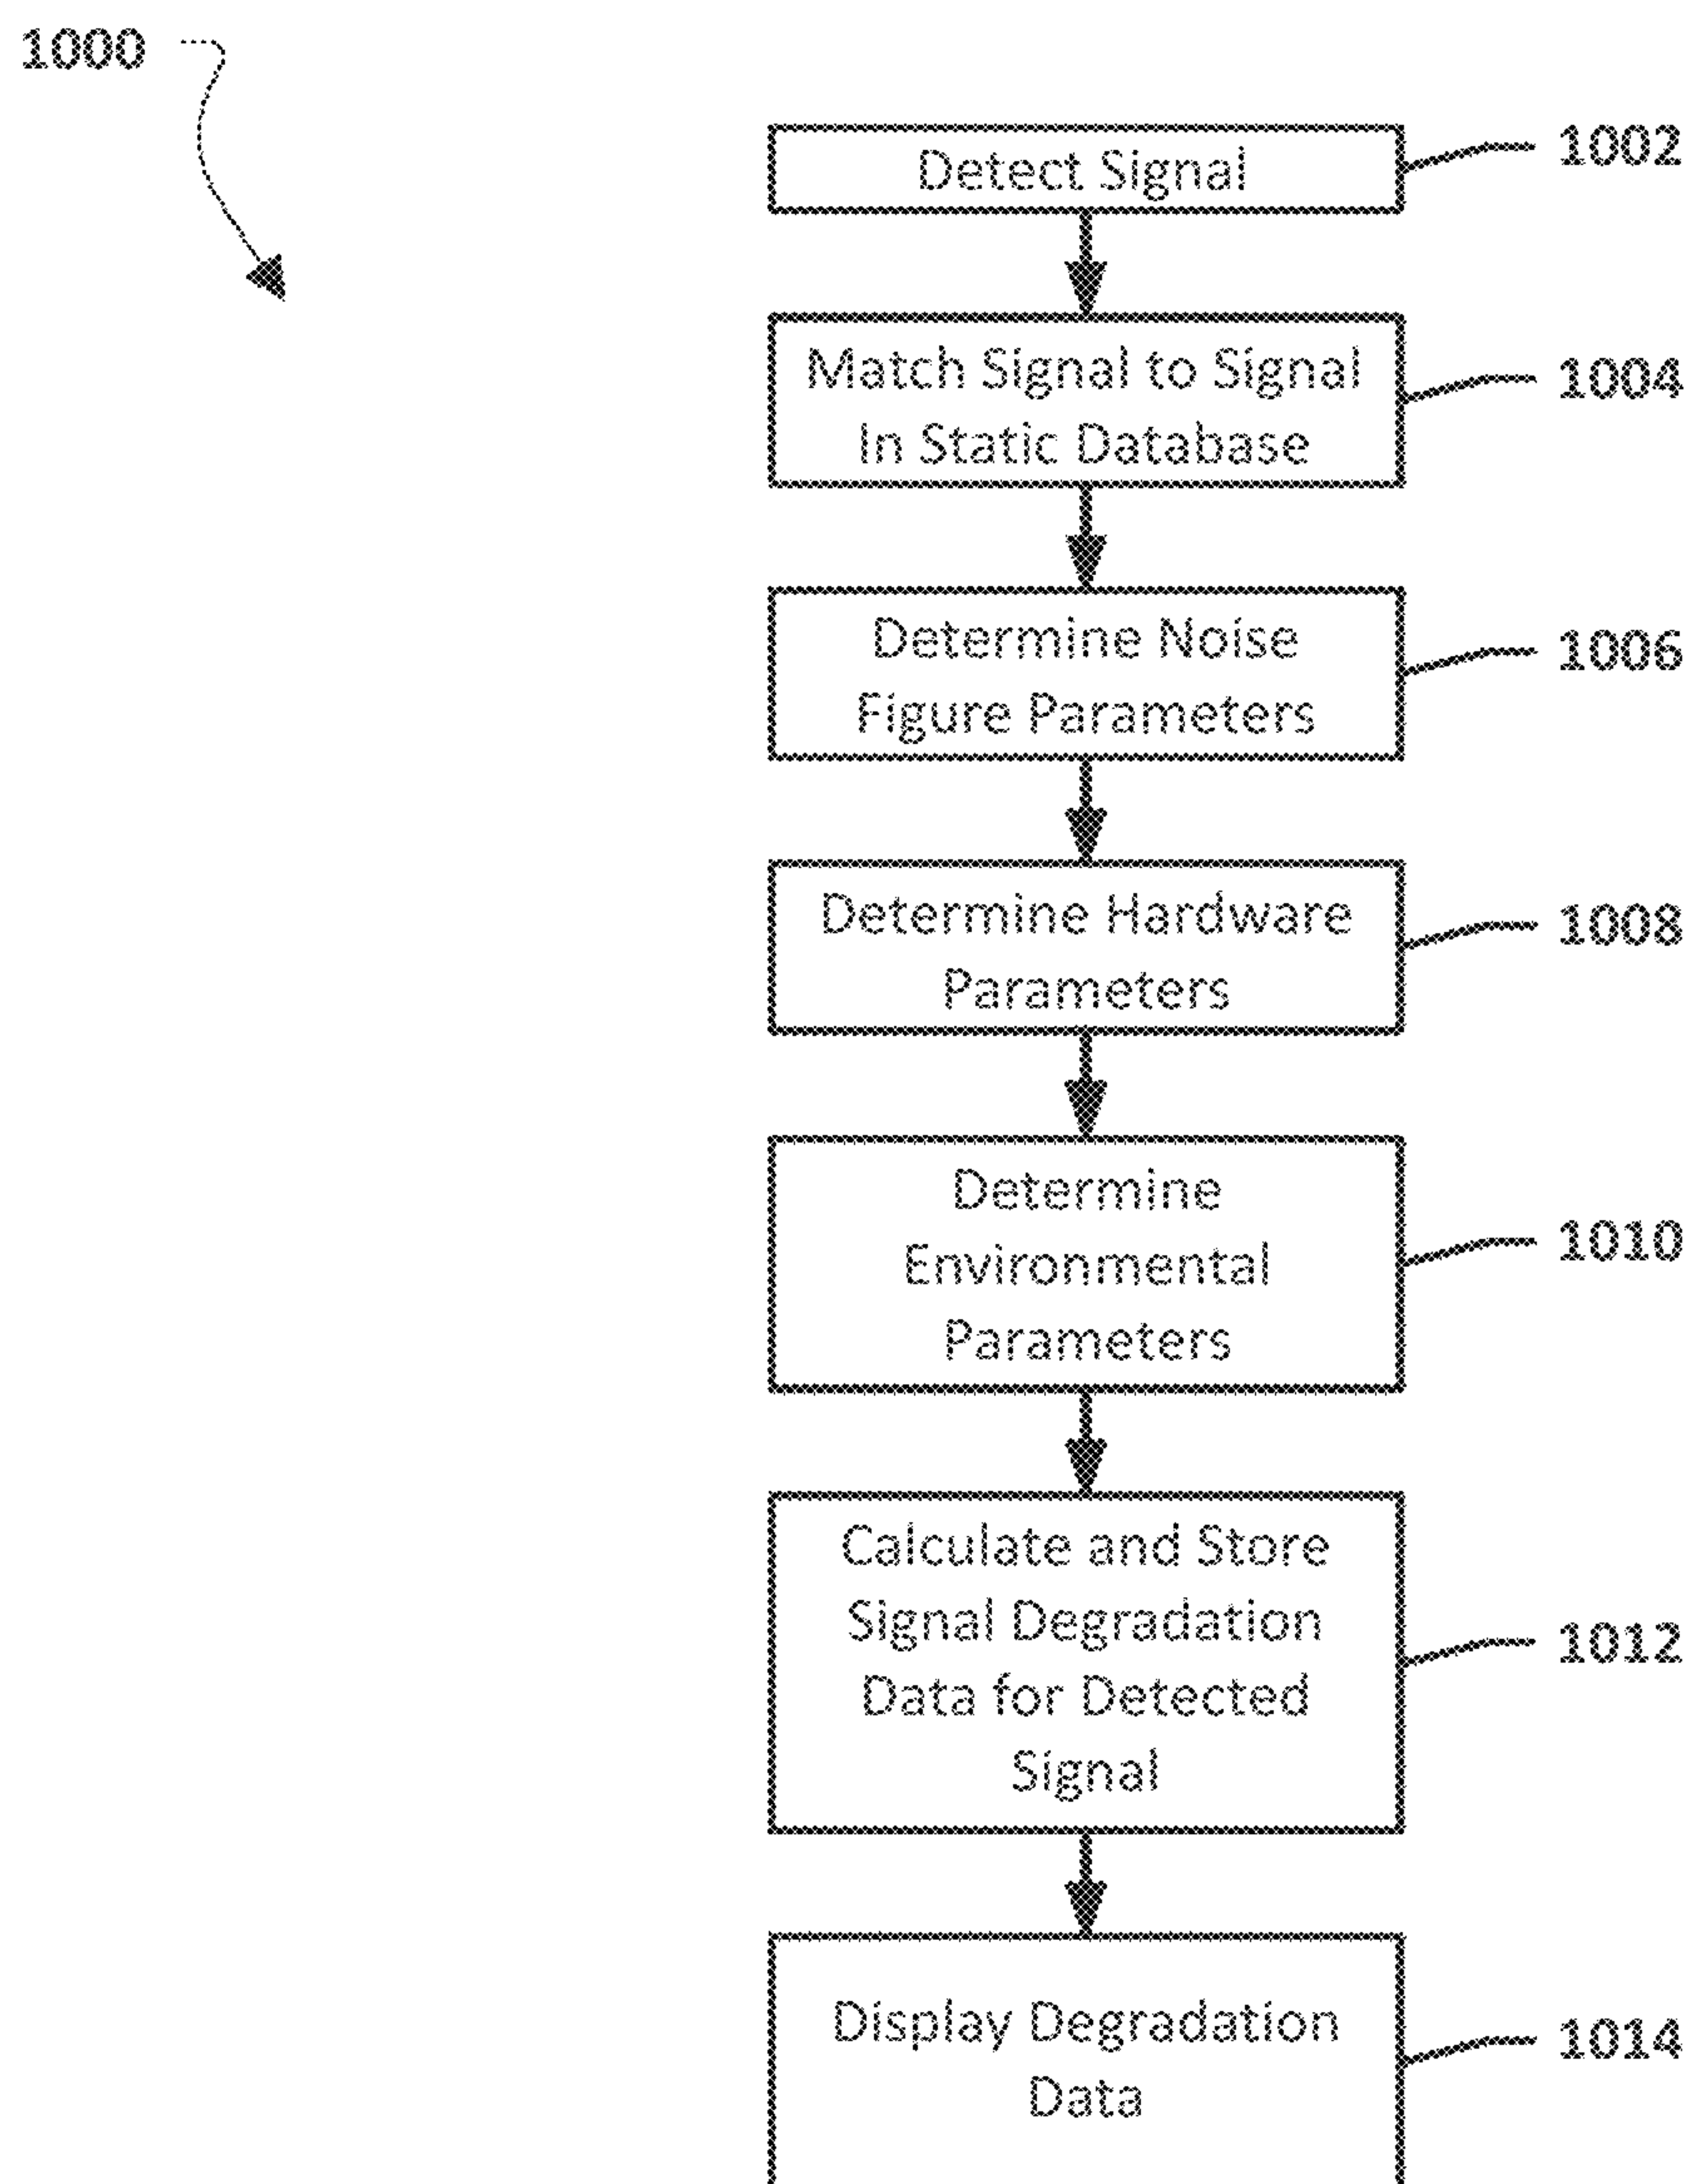 1000
Detect Signal
1002
Match Signal to Signal
In Static Database
1004
Determine Noise
Figure Parameters
1006
Determine Hardware
Parameters
1008
Determine
Environmental
Parameters
1010
Calculate and Store
Signal Degradation
Data for Detected
Signal
1012
Display Degradation
Data
1014